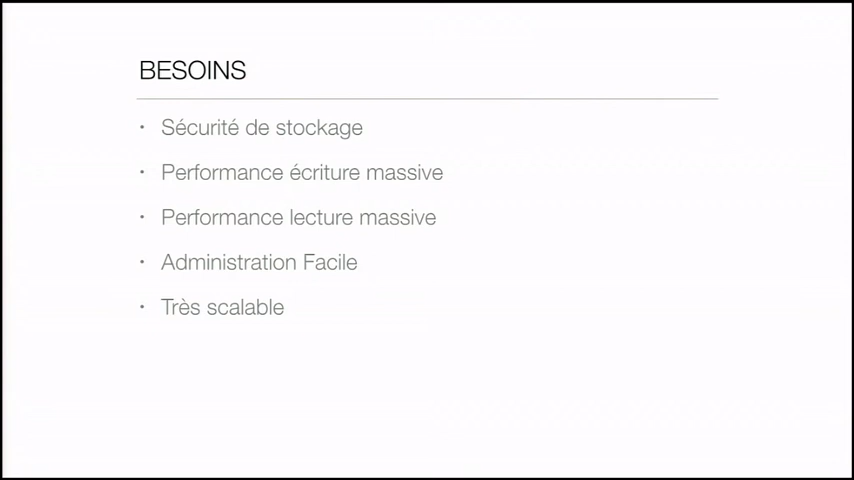 BESOINS
• Sécurité de stockage
• Performance écriture massive
• Performance lecture massive
• Administration Facile
• Très scalable